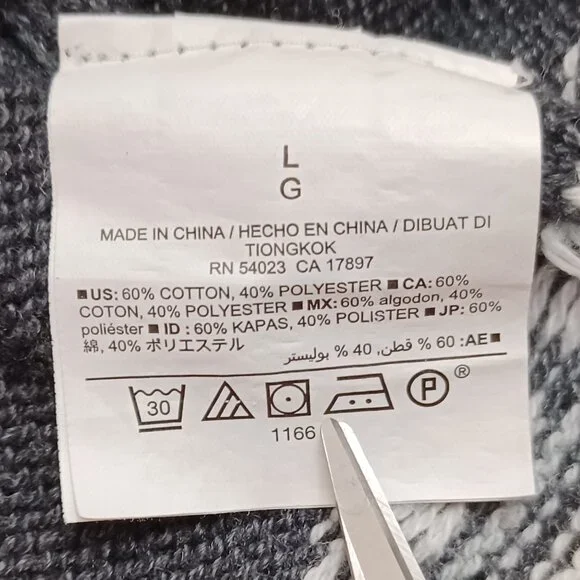 L
G
MADE IN CHINA / HECHO EN CHINA / DIBUAT DI
TIONGKOK
RN 54023 CA 17897
■ US: 60% COTTON, 40% POLYESTER ■ CA: 60%
COTON, 40% POLYESTER ■ MX: 60% algodon, 40%
poliéster ■ ID : 60% KAPAS, 40% POLISTER ■ JP: 60%
綿, 40% ポリエステル
■AE: 60 % قطن, 40 % بوليستر
30
P
®
1166